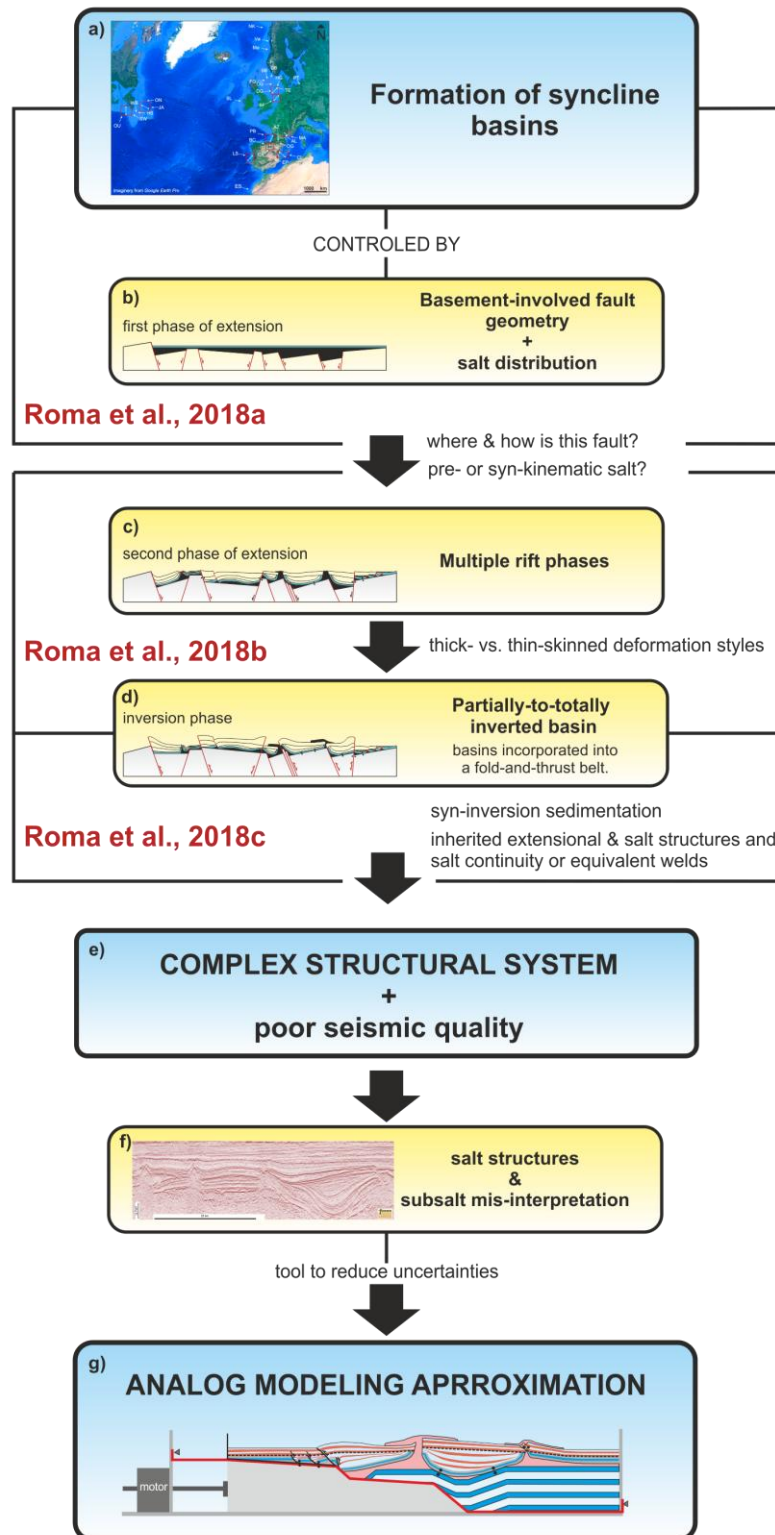 a)
N
Formation of syncline
basins
Imaginery from Google Earth Pro
1000 km
CONTROLED BY
b)
first phase of extension
Basement-involved fault
geometry
+
salt distribution
Roma et al., 2018a
where & how is this fault?
pre- or syn-kinematic salt?
c)
second phase of extension
Multiple rift phases
Roma et al., 2018b
thick- vs. thin-skinned deformation styles
d)
inversion phase
Partially-to-totally
inverted basin
basins incorporated into
a fold-and-thrust belt.
syn-inversion sedimentation
Roma et al., 2018c
inherited extensional & salt structures and
salt continuity or equivalent welds
e)
COMPLEX STRUCTURAL SYSTEM
+
poor seismic quality
f)
salt structures
&
subsalt mis-interpretation
tool to reduce uncertainties
g)
ANALOG MODELING APRROXIMATION
motor